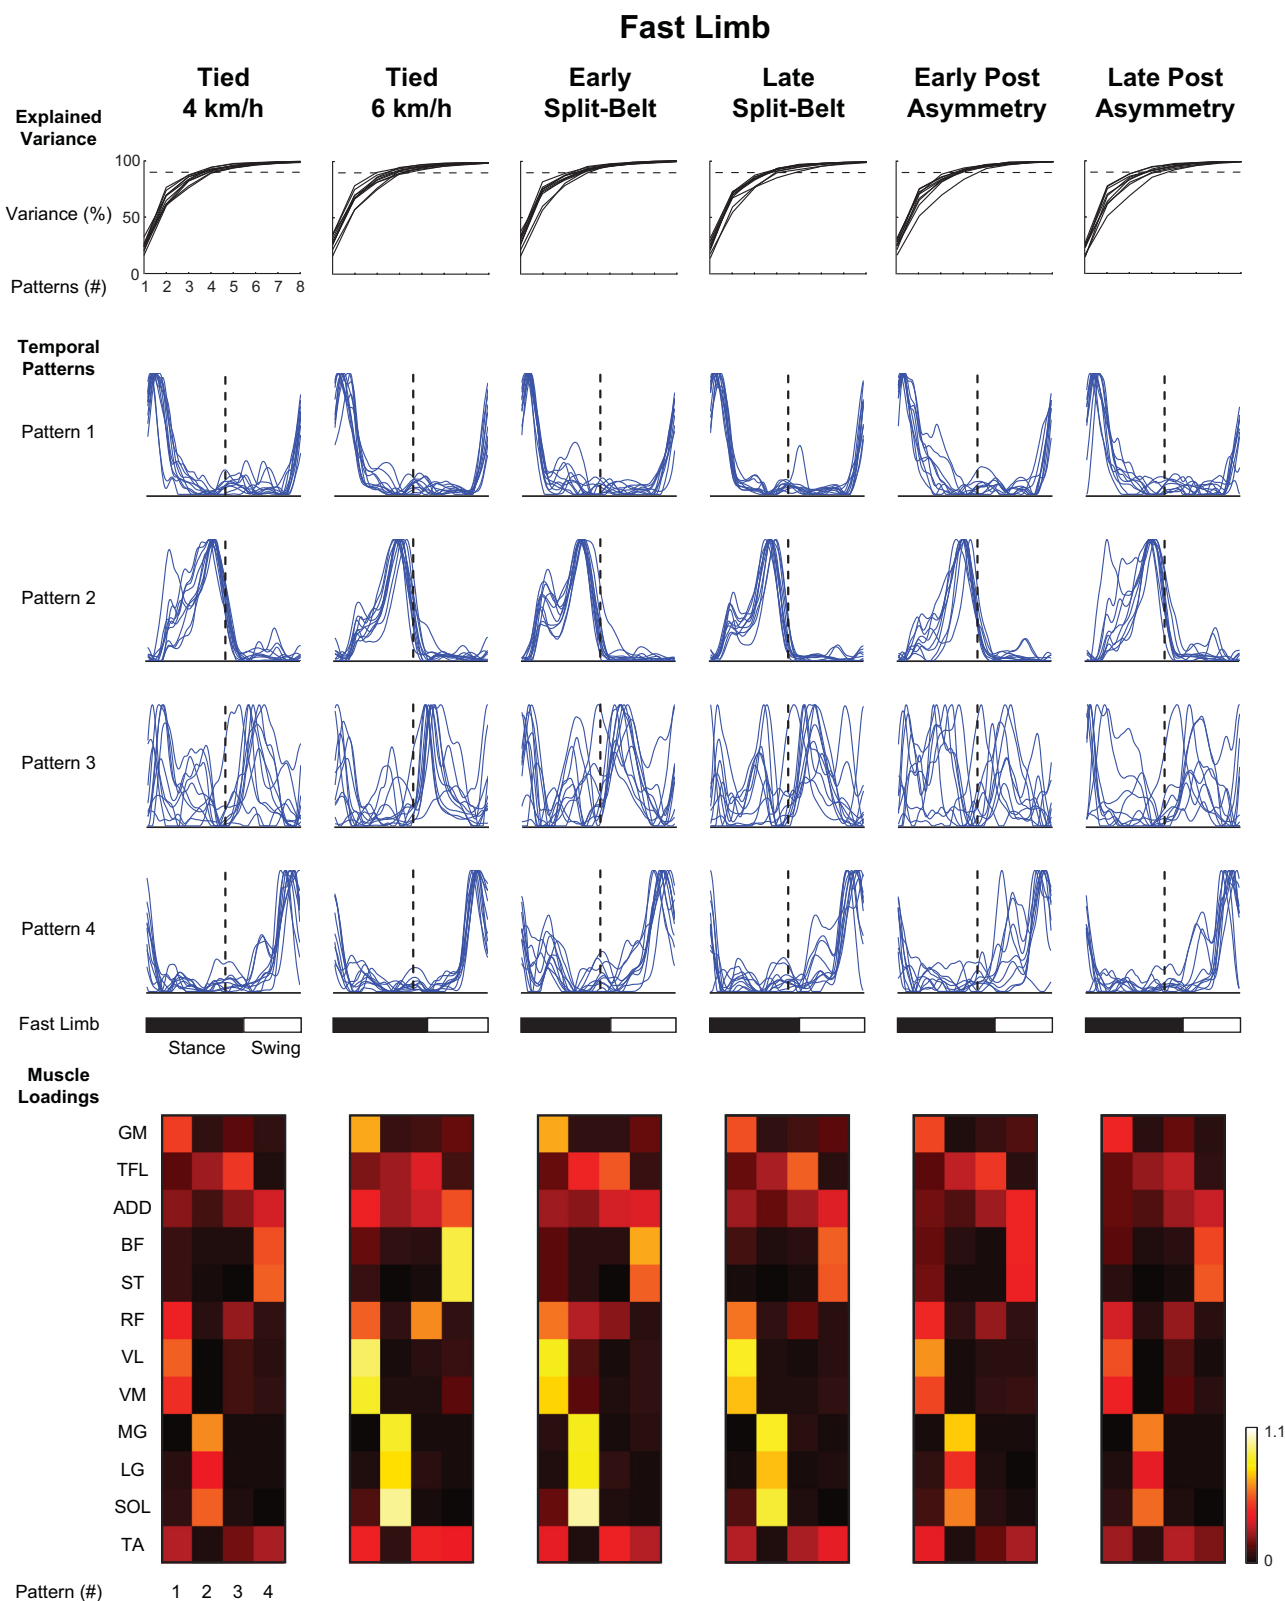 Fast Limb
Tied 4 km/h
Tied 6 km/h
Early Split-Belt
Late Split-Belt
Early Post Asymmetry
Late Post Asymmetry
Explained Variance
100
Variance (%) 50
0
Patterns (#) 1 2 3 4 5 6 7 8
Temporal Patterns
Pattern 1
Pattern 2
Pattern 3
Pattern 4
Fast Limb
Stance Swing
Muscle Loadings
GM
TFL
ADD
BF
ST
RF
VL
VM
MG
LG
SOL
TA
1.1
0
Pattern (#) 1 2 3 4